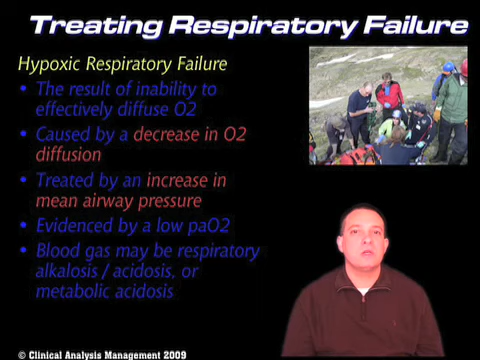 Treating Respiratory Failure
Hypoxic Respiratory Failure
• The result of inability to
effectively diffuse O2
• Caused by a decrease in O2
diffusion
• Treated by an increase in
mean airway pressure
• Evidenced by a low paO2
• Blood gas may be respiratory
alkalosis / acidosis, or
metabolic acidosis
© Clinical Analysis Management 2009